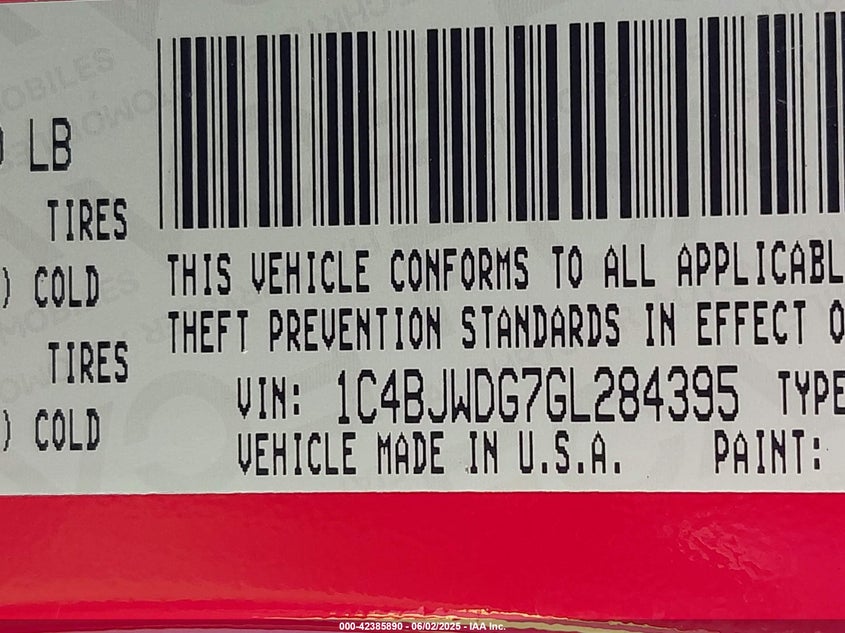 LB
TIRES
) COLD
TIRES
) COLD
THIS VEHICLE CONFORMS TO ALL APPLICABL
THEFT PREVENTION STANDARDS IN EFFECT O
VIN: 1C4BJWDG7GL284395 TYPE
VEHICLE MADE IN U.S.A. PAINT:
000-42385890 - 06/02/2025 - IAA Inc.